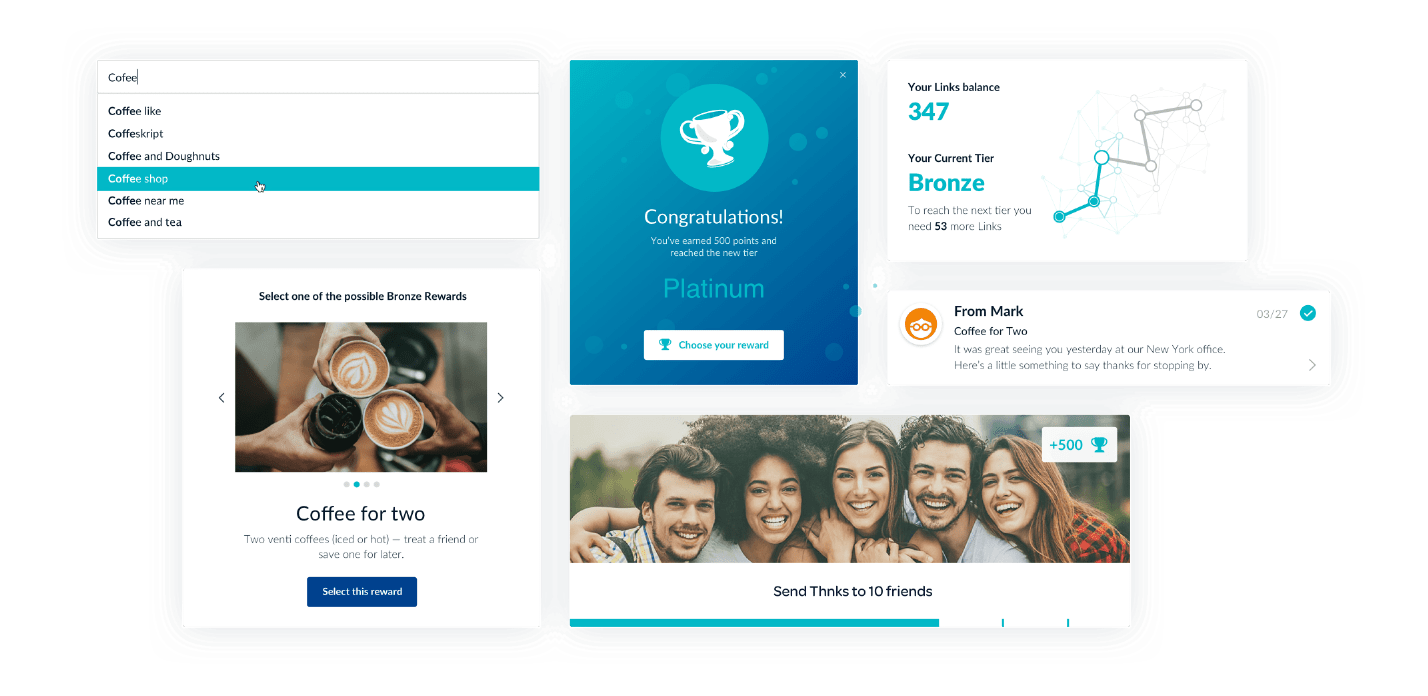 Cofee
Coffee like
Coffeskript
Coffee and Doughnuts
Coffee shop
Coffee near me
Coffee and tea
Select one of the possible Bronze Rewards
Coffee for two
Two venti coffees (iced or hot) — treat a friend or
save one for later.
Select this reward
Congratulations!
You've earned 500 points and
reached the new tier
Platinum
Choose your reward
Your Links balance
347
Your Current Tier
Bronze
To reach the next tier you
need 53 more Links
From Mark
03/27
Coffee for Two
It was great seeing you yesterday at our New York office.
Here's a little something to say thanks for stopping by.
+500
Send Thnks to 10 friends